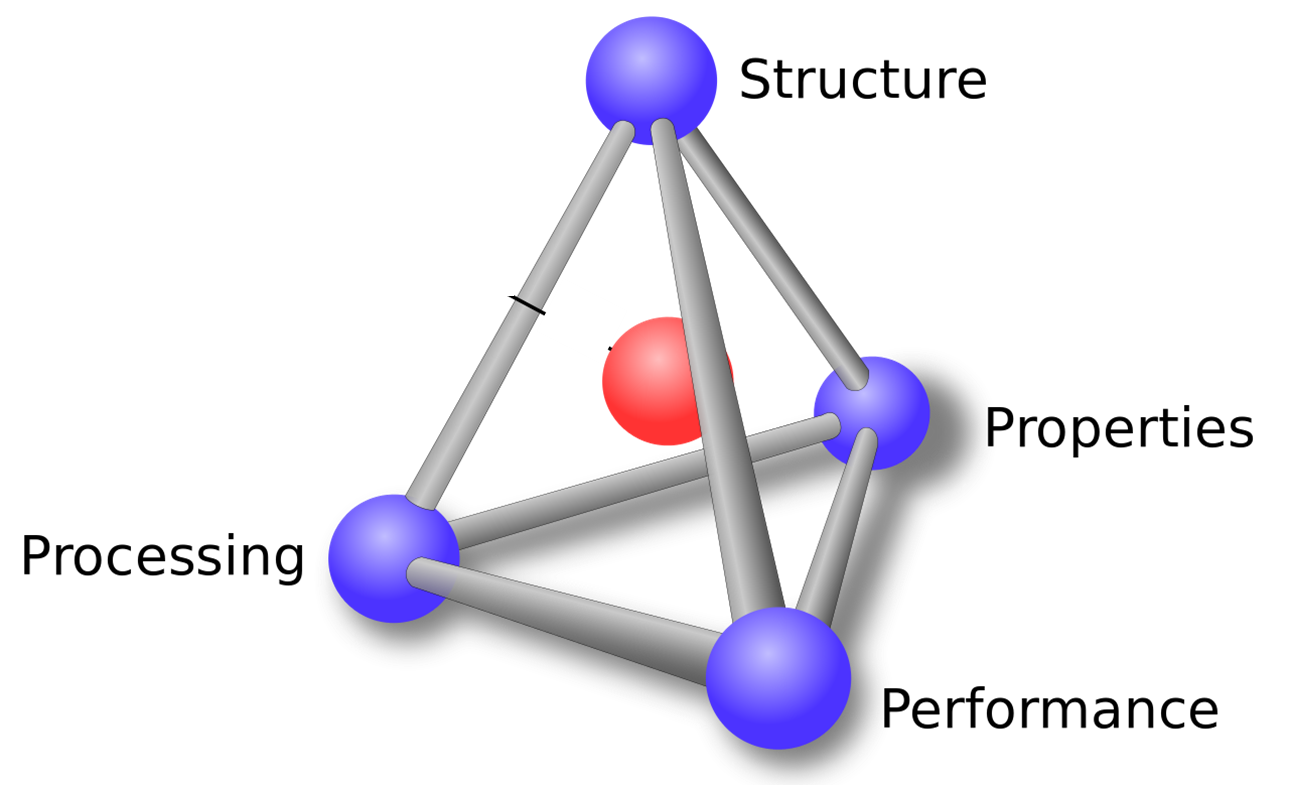 Structure
Properties
Processing
Performance